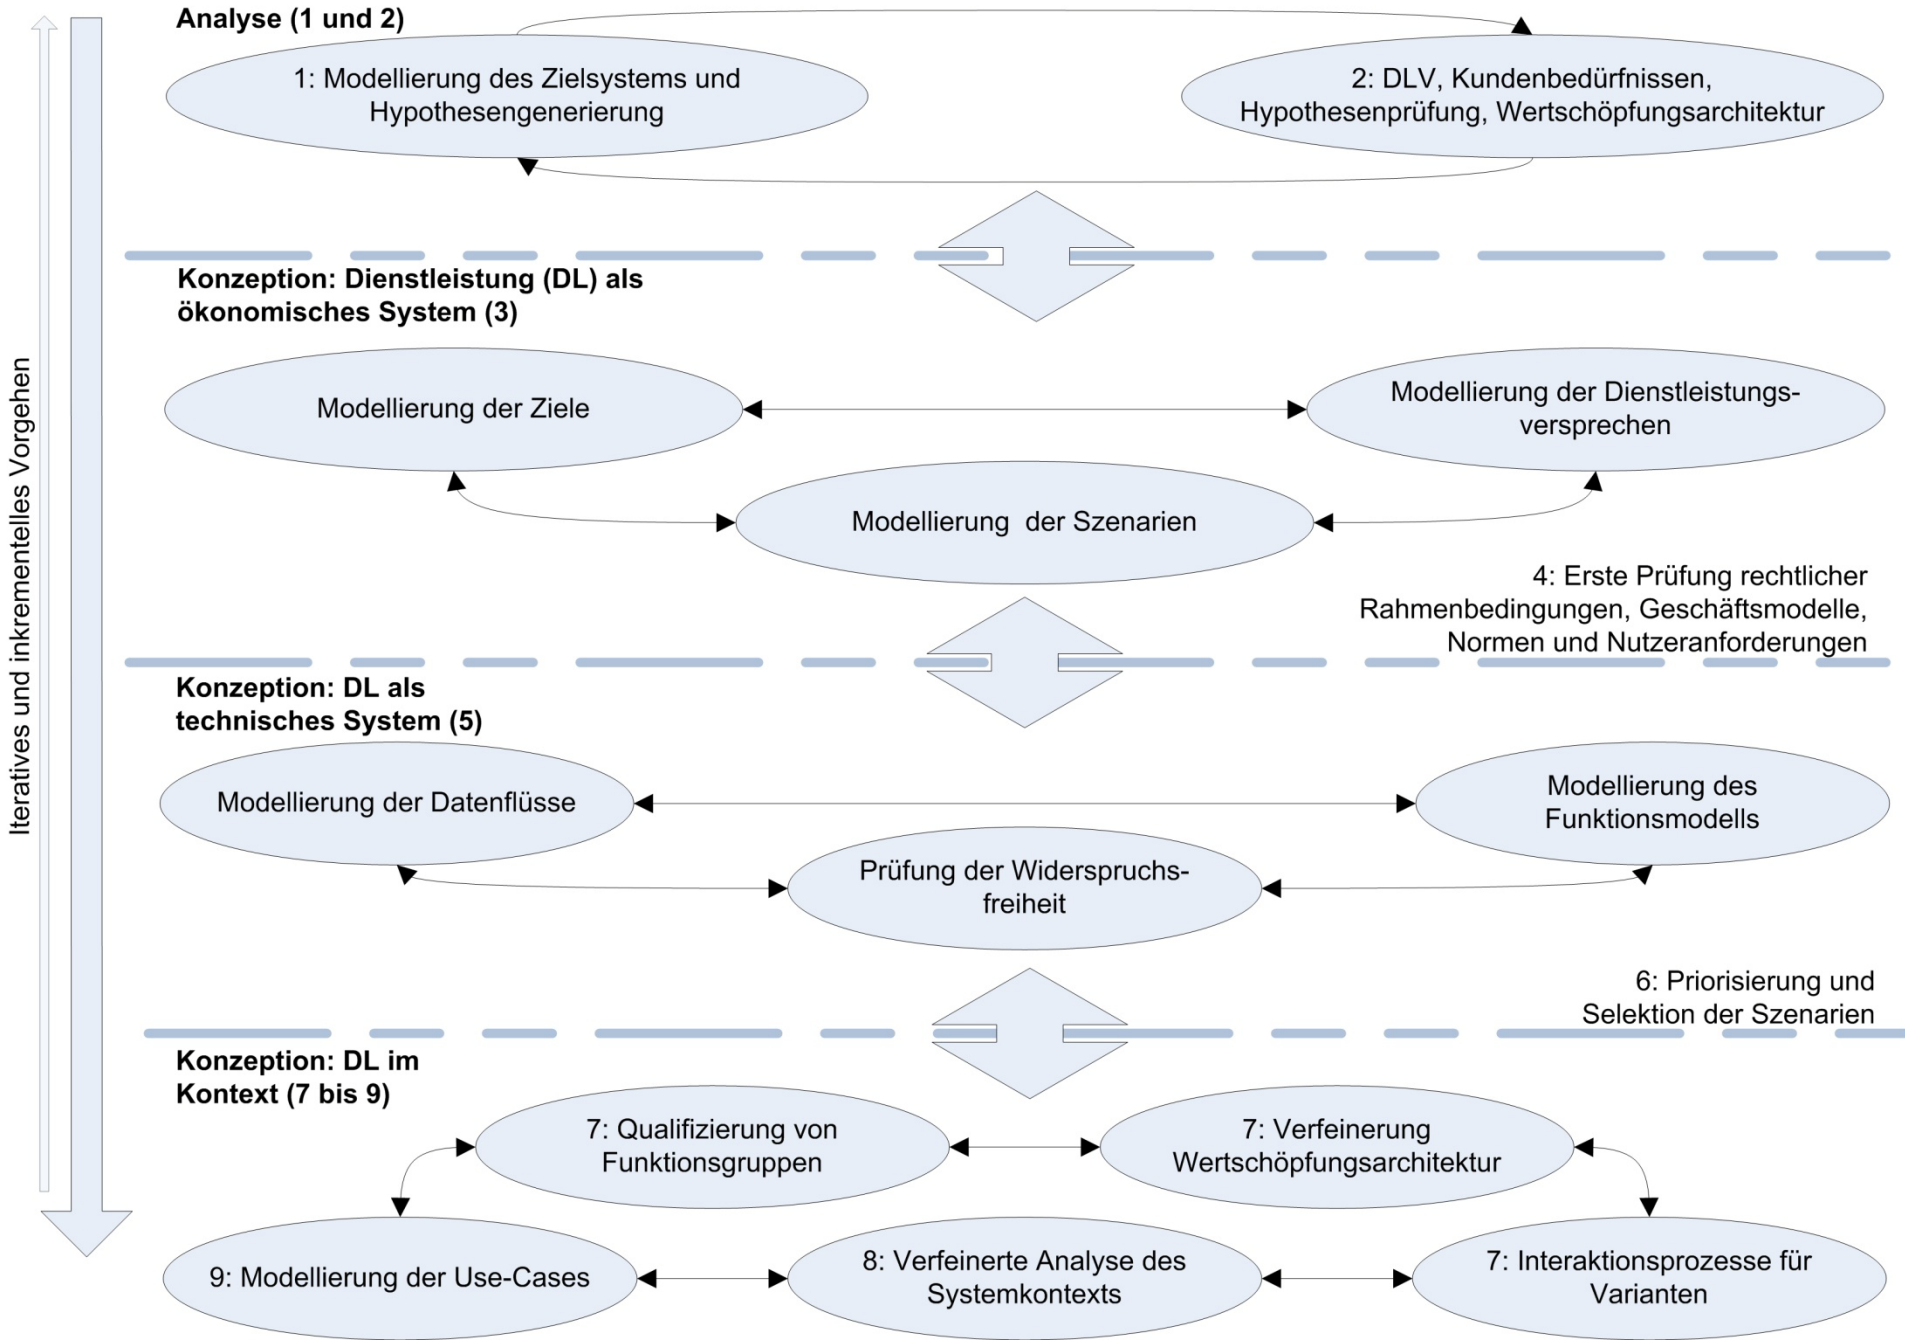 Analyse (1 und 2)
1: Modellierung des Zielsystems und
Hypothesengenerierung
2: DLV, Kundenbedürfnissen,
Hypothesenprüfung, Wertschöpfungsarchitektur
Konzeption: Dienstleistung (DL) als
ökonomisches System (3)
Modellierung der Ziele
Modellierung der Dienstleistungs-
versprechen
Modellierung der Szenarien
4: Erste Prüfung rechtlicher
Rahmenbedingungen, Geschäftsmodelle,
Normen und Nutzeranforderungen
Konzeption: DL als
technisches System (5)
Modellierung der Datenflüsse
Modellierung des
Funktionsmodells
Prüfung der Widerspruchs-
freiheit
6: Priorisierung und
Selektion der Szenarien
Konzeption: DL im
Kontext (7 bis 9)
7: Qualifizierung von
Funktionsgruppen
7: Verfeinerung
Wertschöpfungsarchitektur
9: Modellierung der Use-Cases
8: Verfeinerte Analyse des
Systemkontexts
7: Interaktionsprozesse für
Varianten
Iteratives und inkrementelles Vorgehen